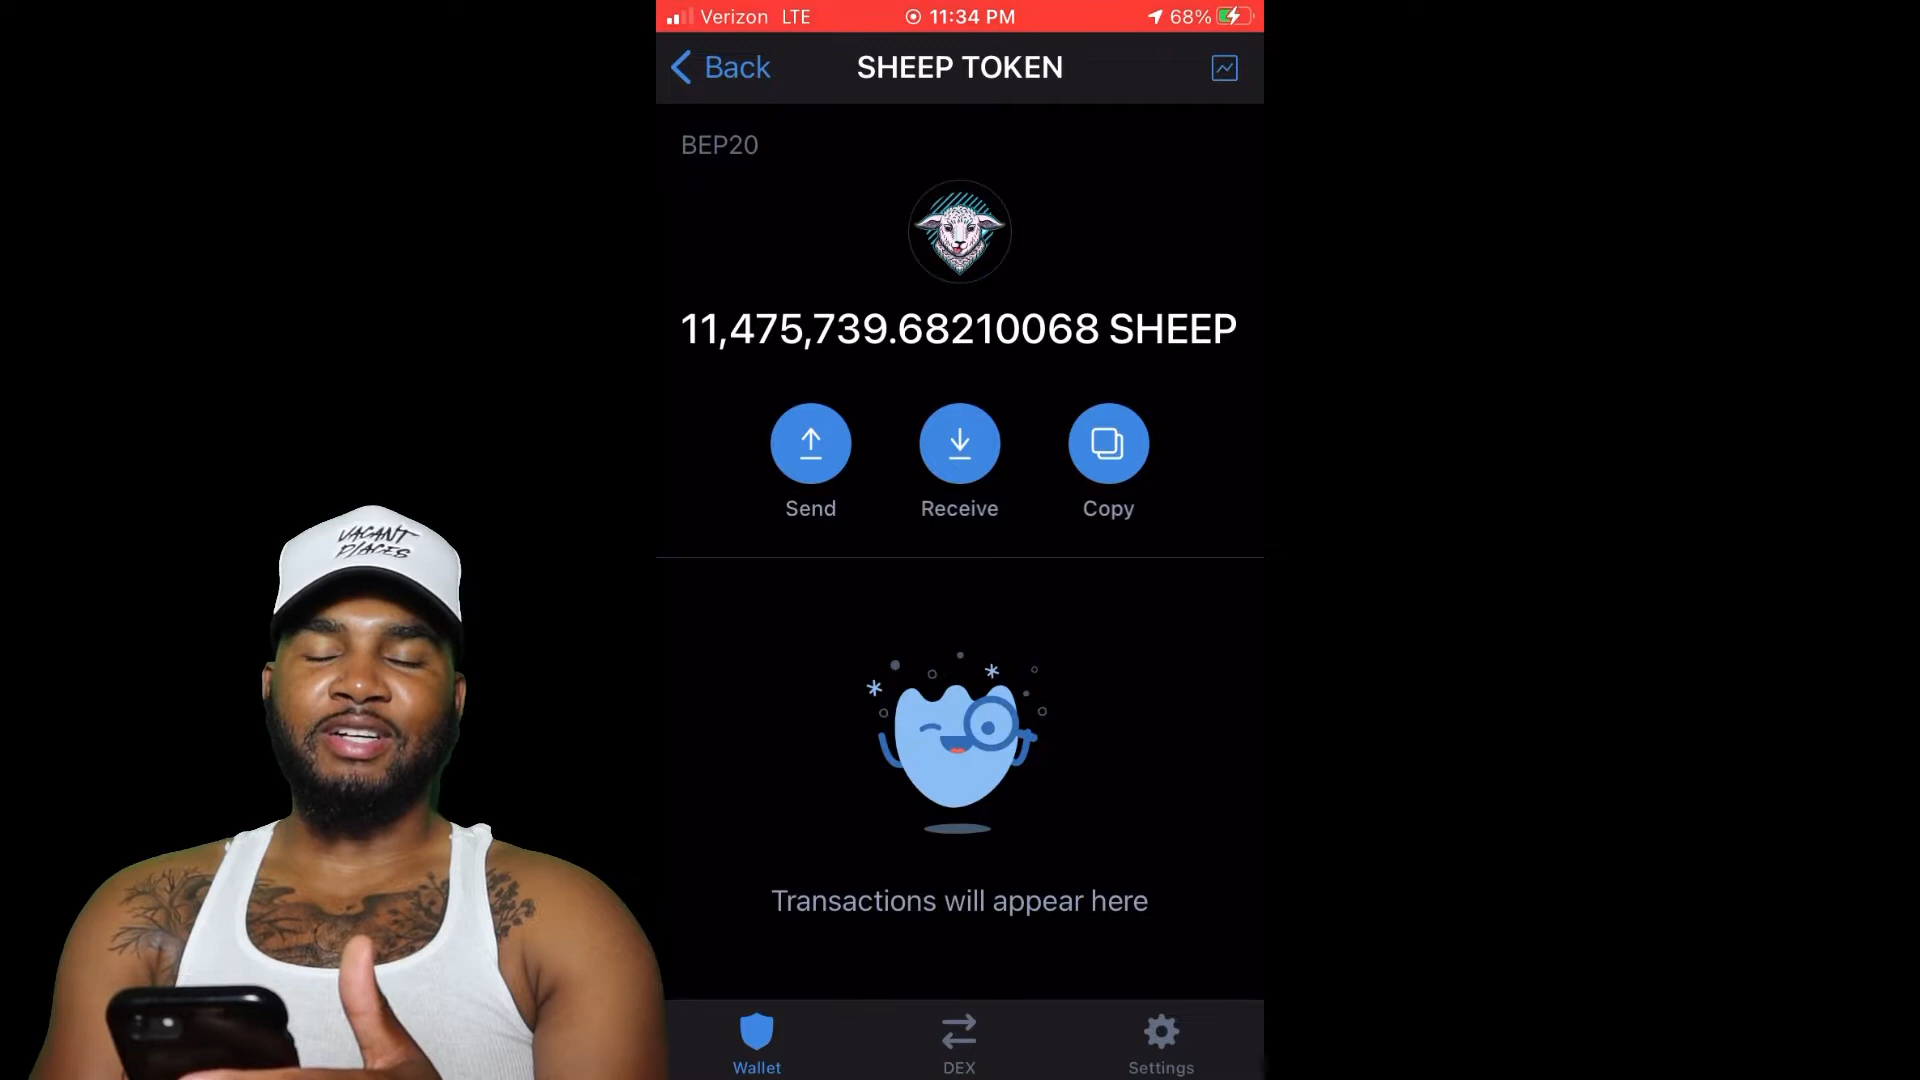 Verizon LTE 11:34 PM 68%
Back SHEEP TOKEN
BEP20
11,475,739.68210068 SHEEP
Send Receive Copy
VACANT
PLACES
Transactions will appear here
Wallet DEX Settings